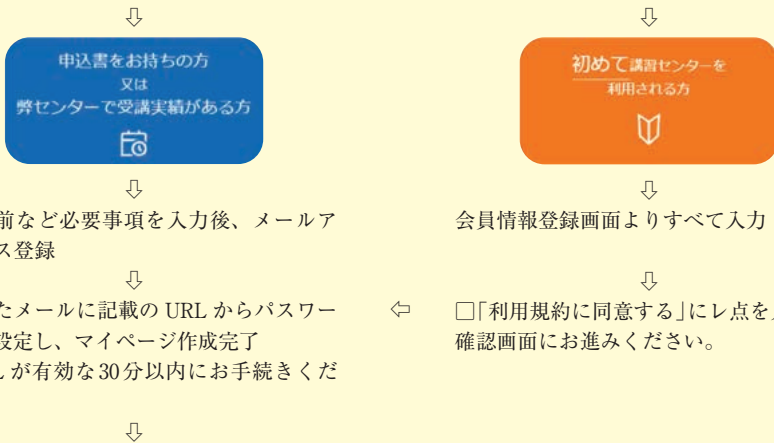 ⇩
申込書をお持ちの方
又は
弊センターで受講実績がある方
⇩
前など必要事項を入力後、メールア
ス登録
⇩
たメールに記載の URL からパスワー
設定し、マイページ作成完了
が有効な30分以内にお手続きくだ
⇩
⇩
初めて講習センターを
利用される方
⇩
会員情報登録画面よりすべて入力
⇩
⇦ □「利用規約に同意する」にレ点を
確認画面にお進みください。